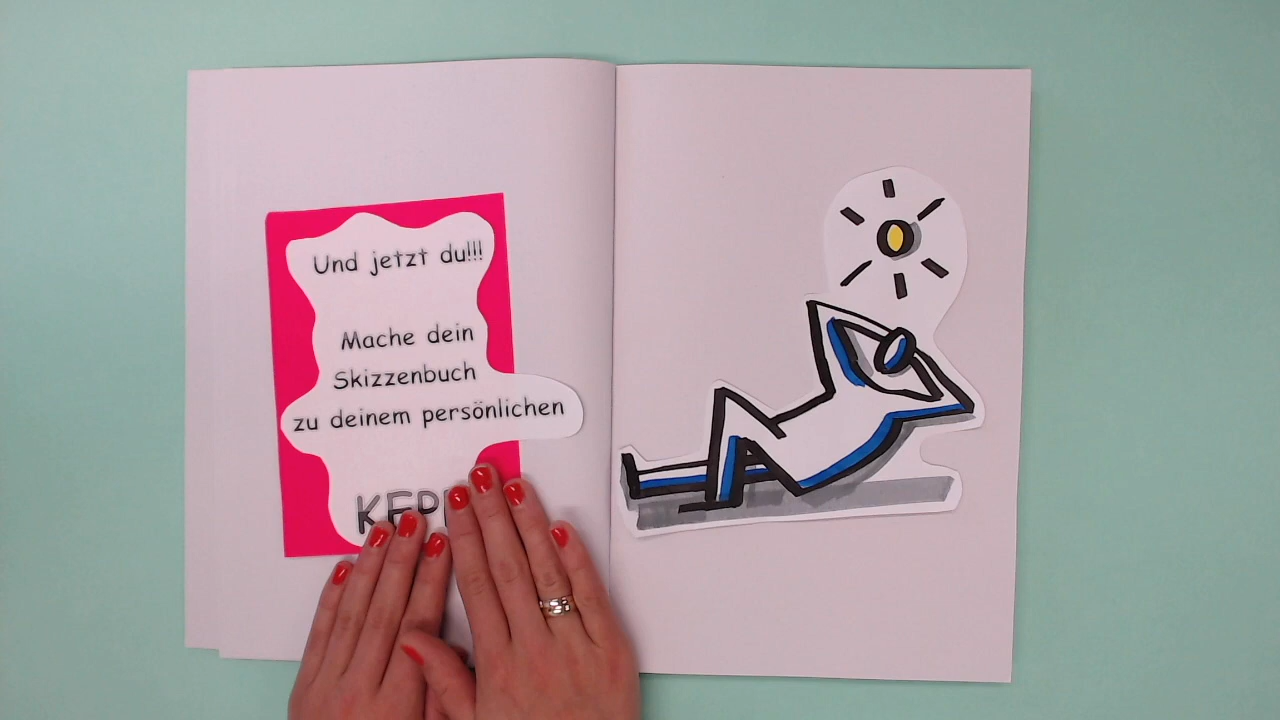 Und jetzt du!!!
Mache dein
Skizzenbuch
zu deinem persönlichen